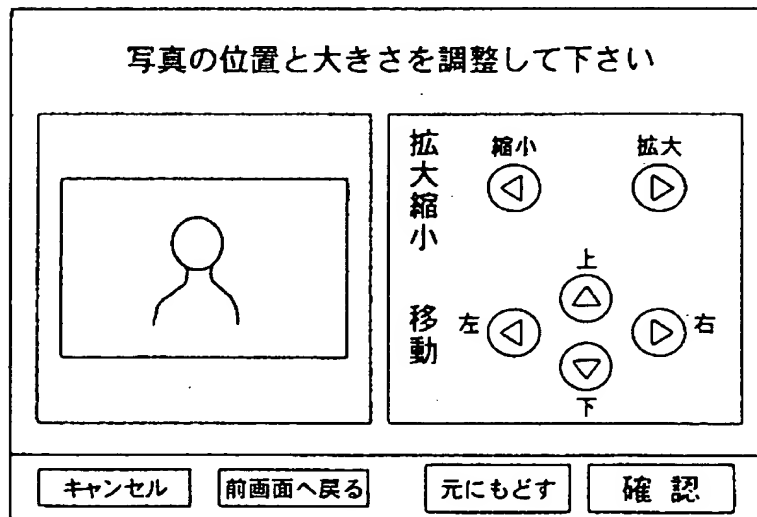 写真の位置と大きさを調整して下さい
拡大縮小
縮小
拡大
移動
上
左
右
下
キャンセル
前画面へ戻る
元にもどす
確認